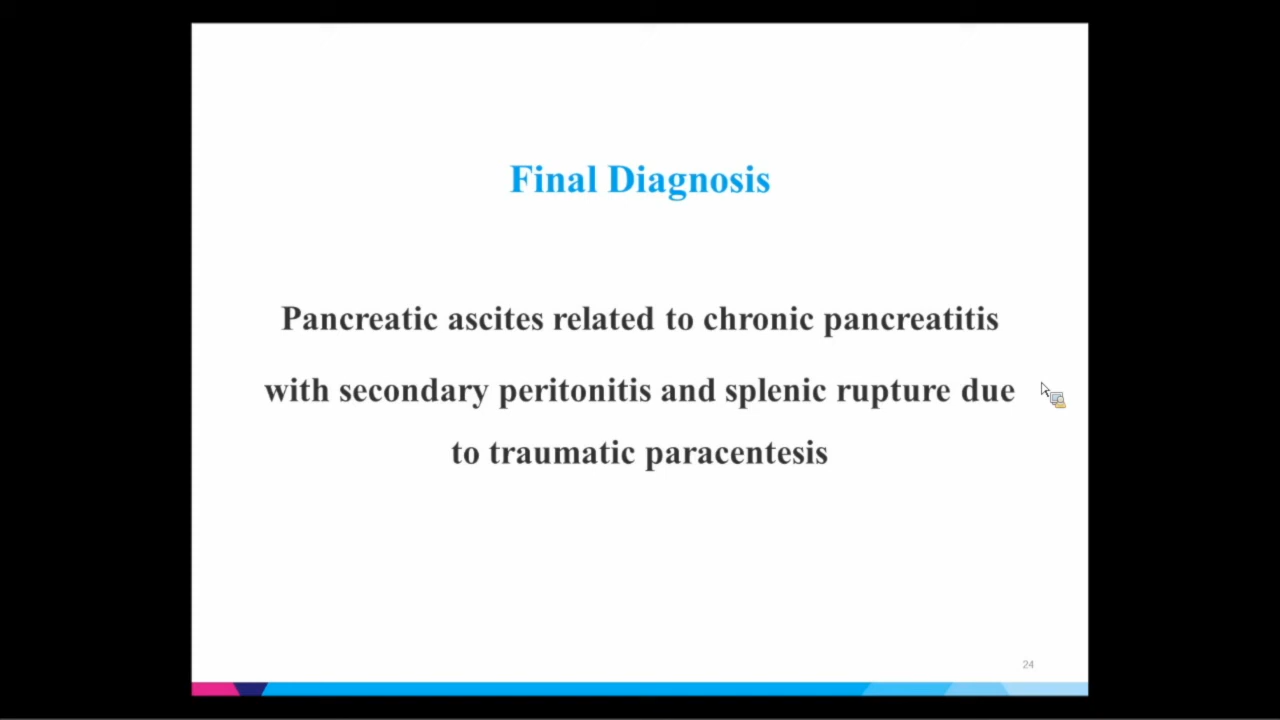 Final Diagnosis
Pancreatic ascites related to chronic pancreatitis
with secondary peritonitis and splenic rupture due
to traumatic paracentesis
24